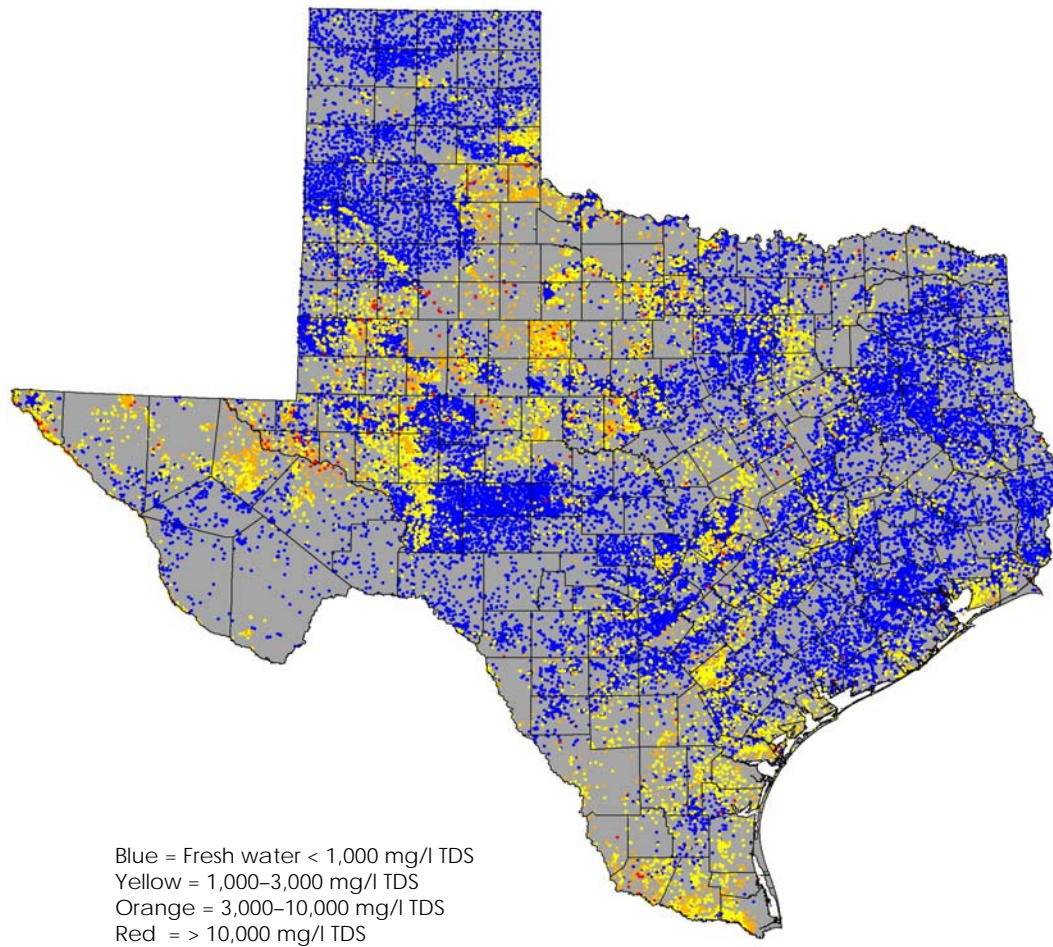 Blue = Fresh water < 1,000 mg/l TDS
Yellow = 1,000–3,000 mg/l TDS
Orange = 3,000–10,000 mg/l TDS
Red = > 10,000 mg/l TDS